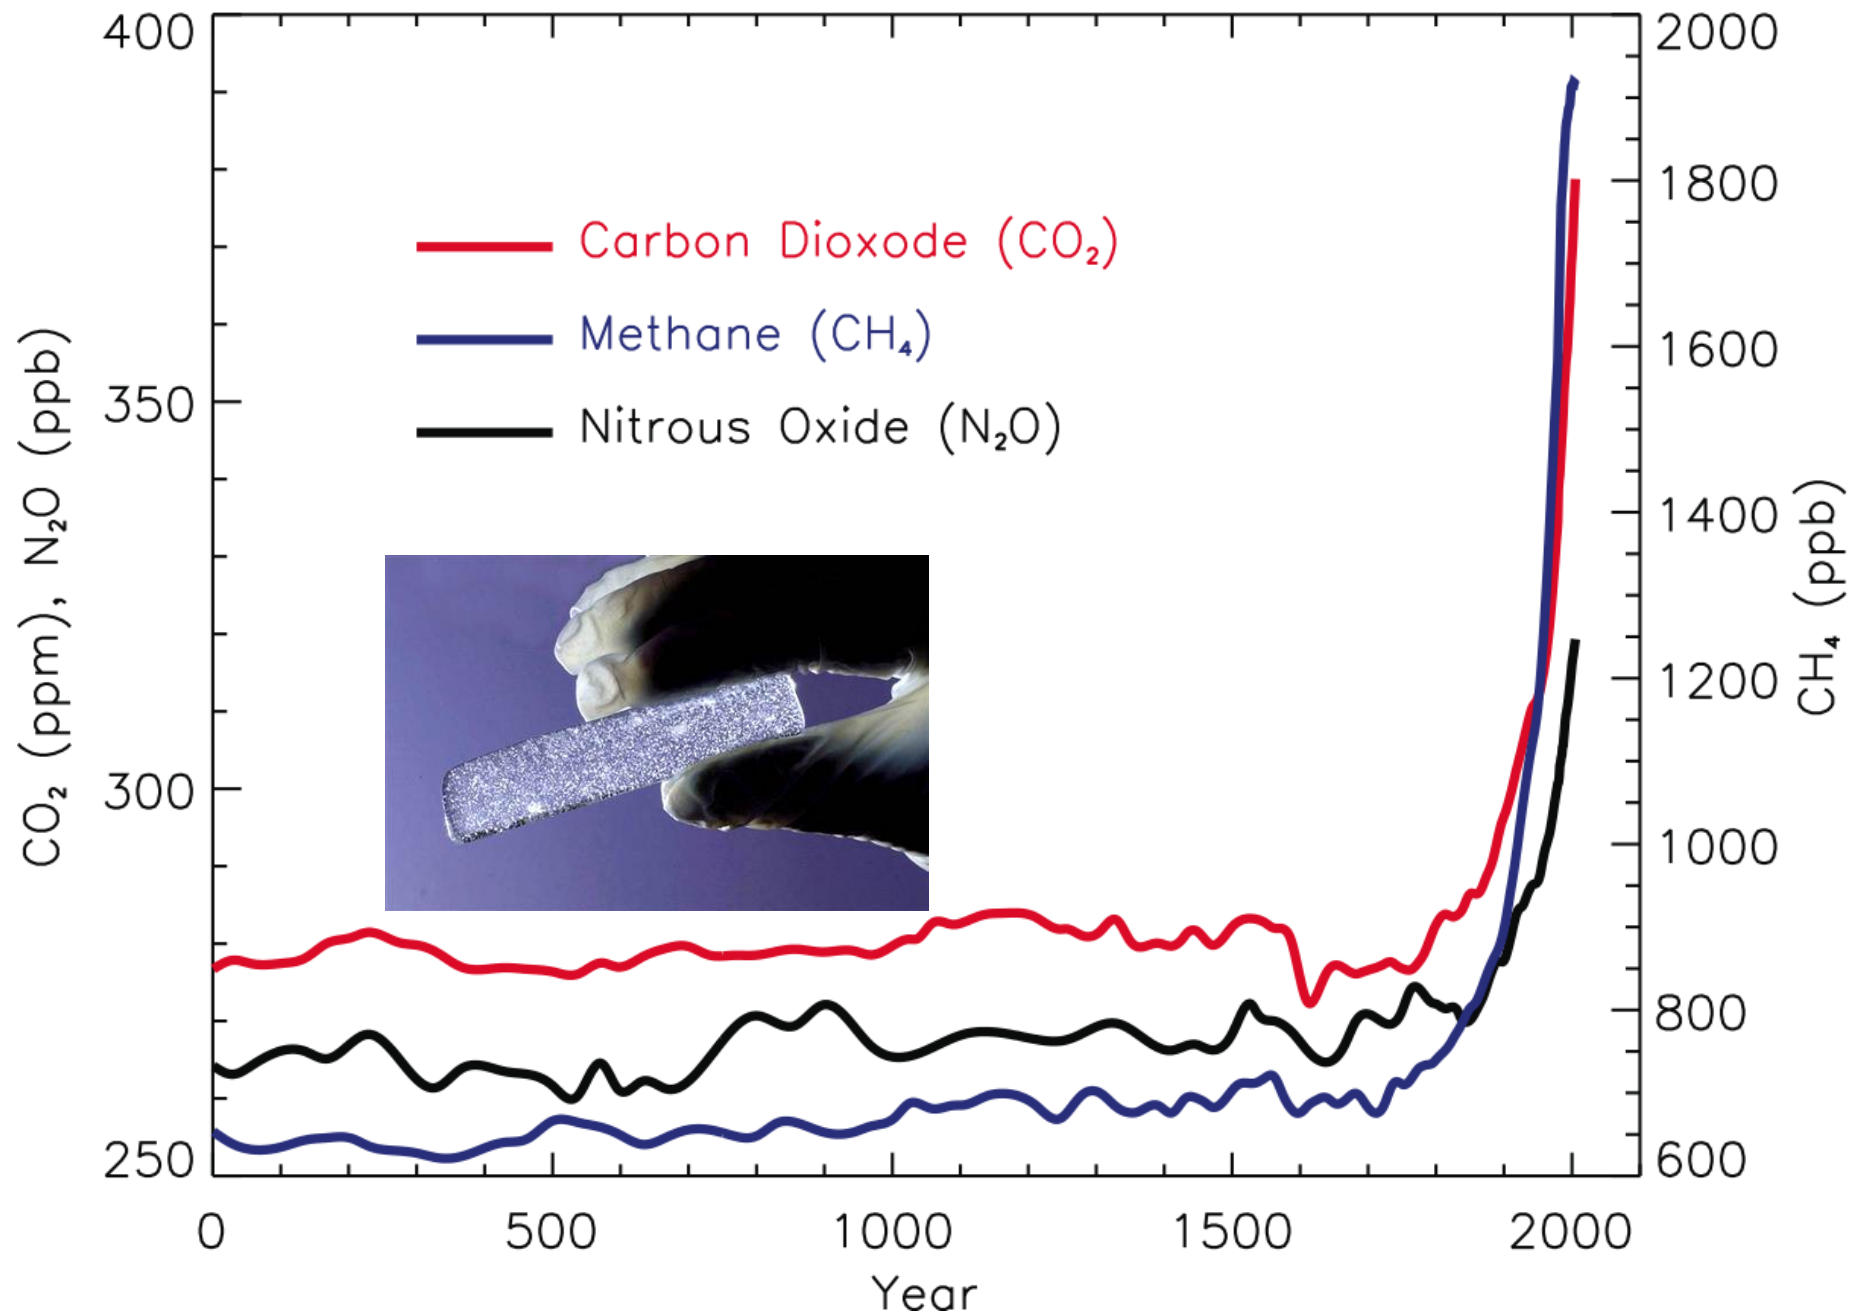 400
350
300
250
CO₂ (ppm), N₂O (ppb)
Carbon Dioxode (CO₂)
Methane (CH₄)
Nitrous Oxide (N₂O)
2000
1800
1600
1400
1200
1000
800
600
CH₄ (ppb)
0 500 1000 1500 2000
Year